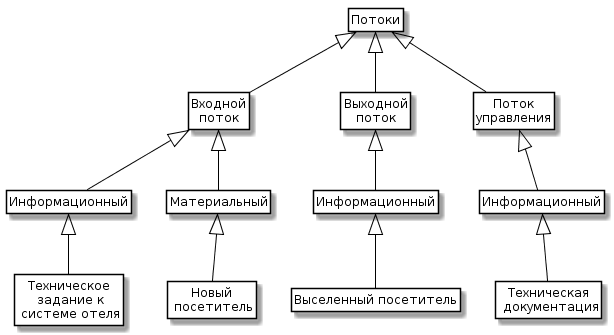 Потоки
Входной
поток
Выходной
поток
Поток
управления
Информационный
Материальный
Информационный
Информационный
Техническое
задание к
системе отеля
Новый
посетитель
Выселенный посетитель
Техническая
документация